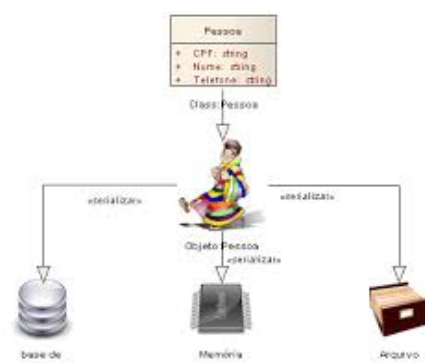 Pessoa
+ CPF: string
+ Nome: string
+ Telefone: string
Class Pessoa
«serializar»
«serializar»
Objeto Pessoa
«serializar»
base de
Memória
Arquivo